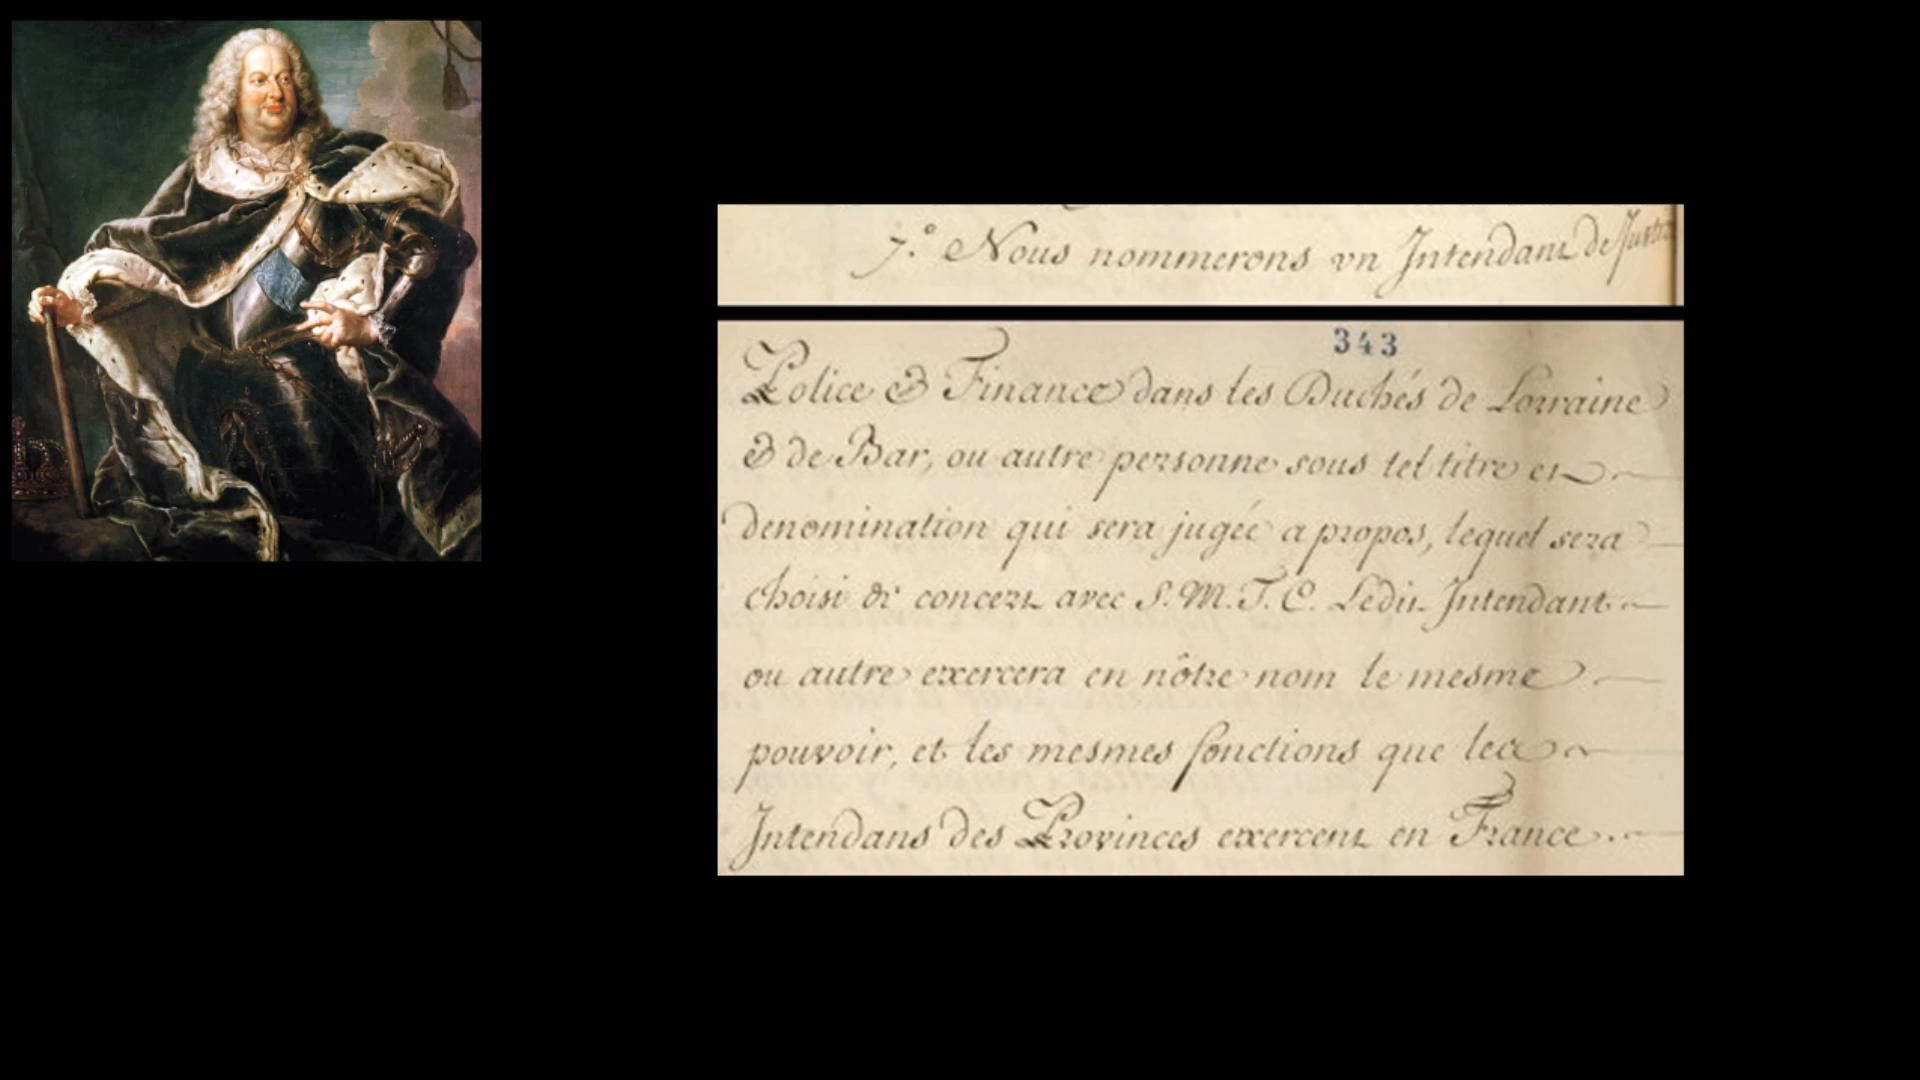 7.° Nous nommerons vn Intendant de Justice
343
Police & Finance dans les Duchés de Lorraine
& de Bar, ou autre personne sous tel titre et
denomination qui sera jugée a propos, lequel sera
choisi de concert avec S. M. T. C. Ledit Intendant
ou autre exercera en nôtre nom le mesme
pouvoir, et les mesmes fonctions que les
Intendans des Provinces exercent en France.